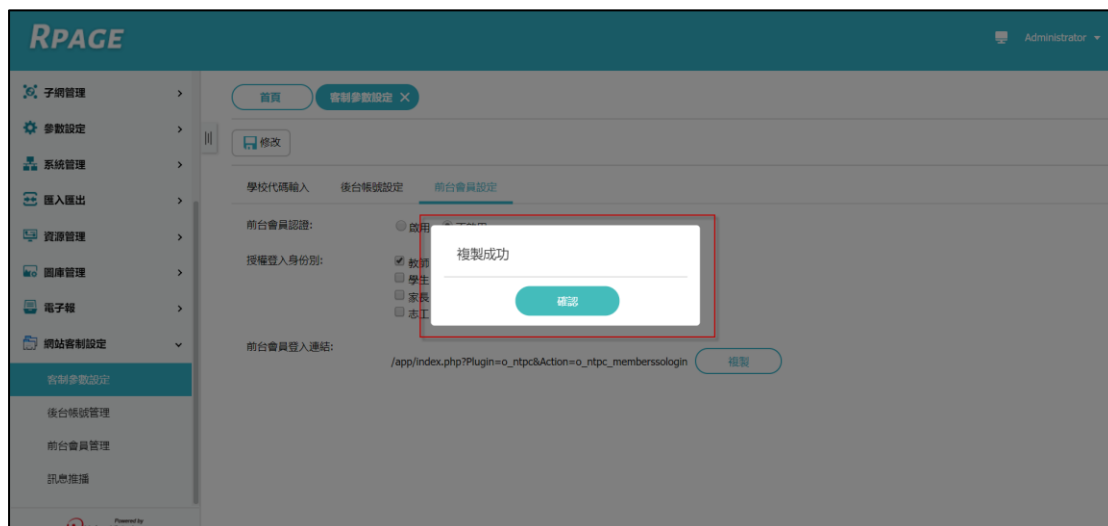 RPAGE
Administrator
子網管理
參數設定
系統管理
匯入匯出
資源管理
圖庫管理
電子報
網站客制設定
客制參數設定
後台帳號管理
前台會員管理
訊息推播
Powered by
首頁 客制參數設定 X
修改
學校代碼輸入 後台帳號設定 前台會員設定
前台會員認證: 啟用 不啟用
授權登入身份別: 教師
學生
家長
志工
複製成功
確認
前台會員登入連結:
/app/index.php?Plugin=o_ntpc&Action=o_ntpc_memberssologin 複製